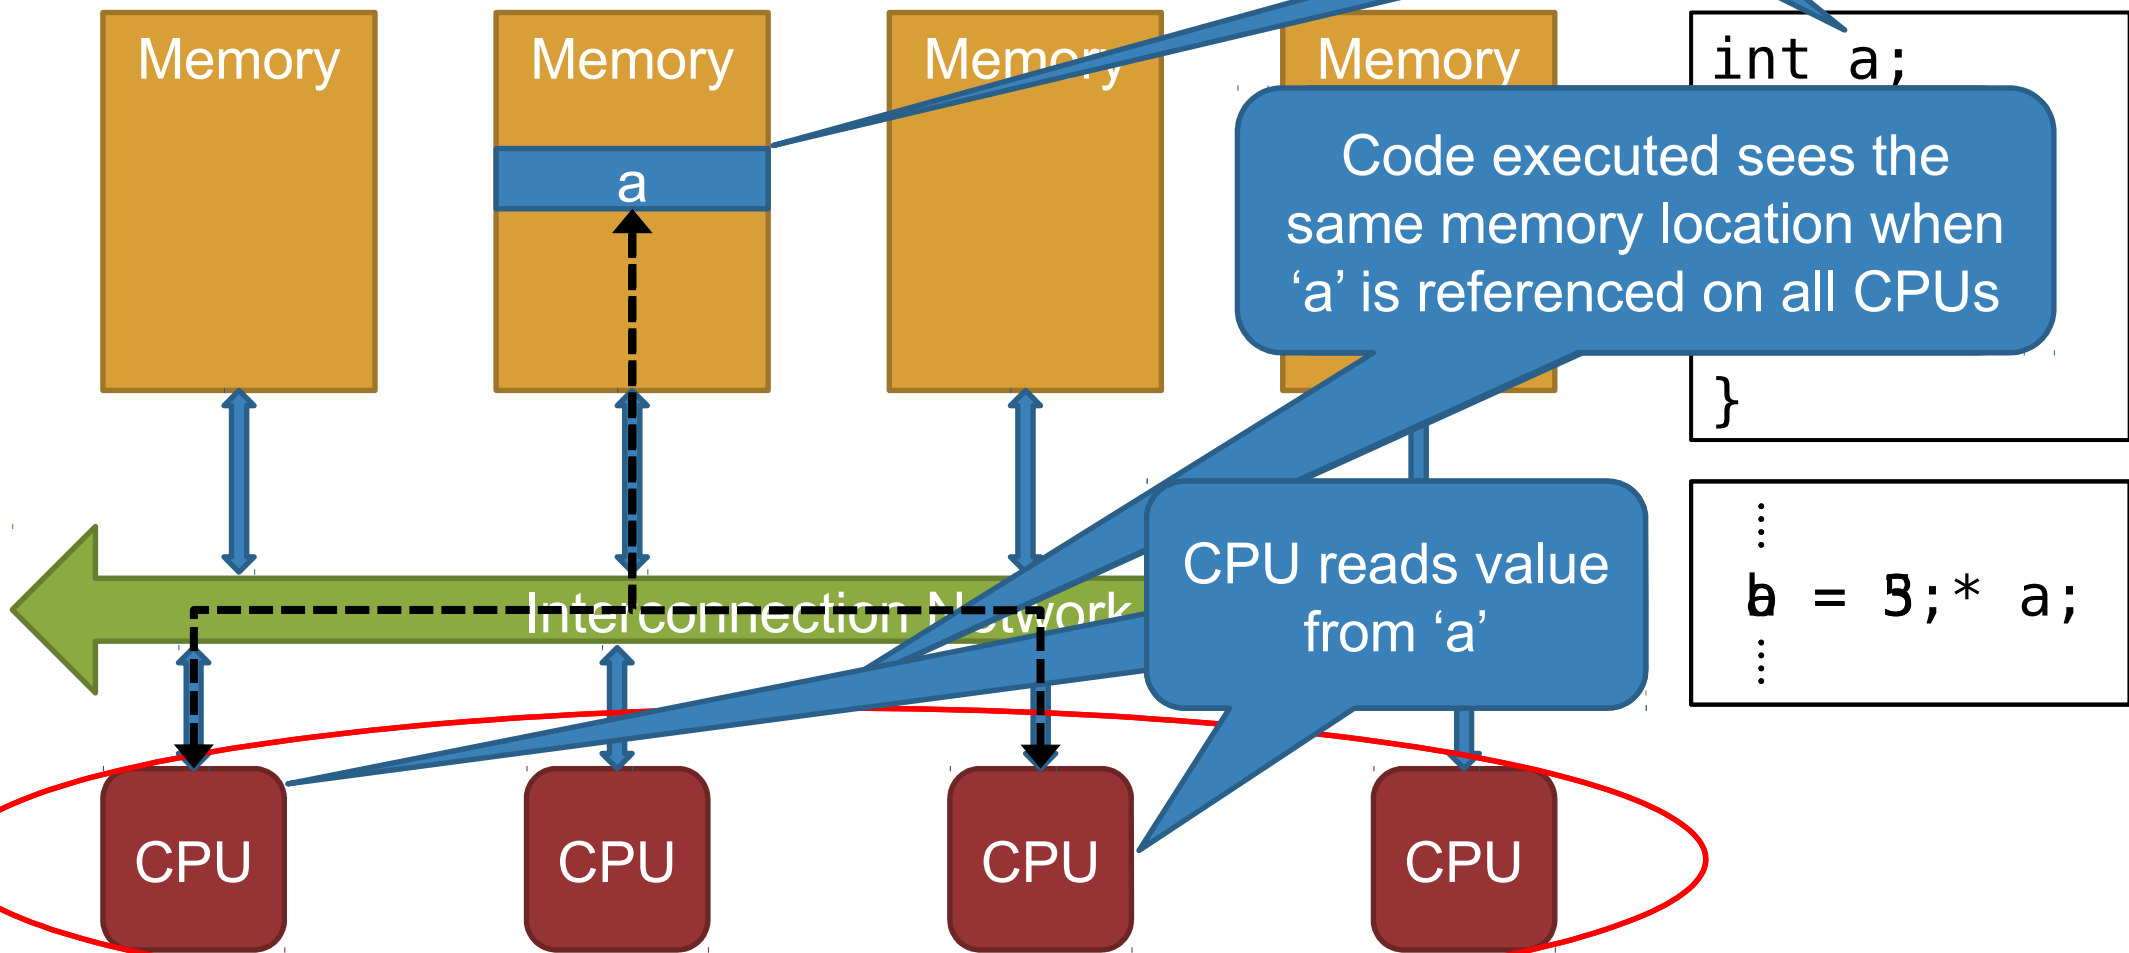 Memory
Memory
Memory
Memory
int a;
Code executed sees the
same memory location when
‘a’ is referenced on all CPUs
a
}
CPU reads value
from ‘a’
= ;* a;
Interconnection Network
CPU
CPU
CPU
CPU